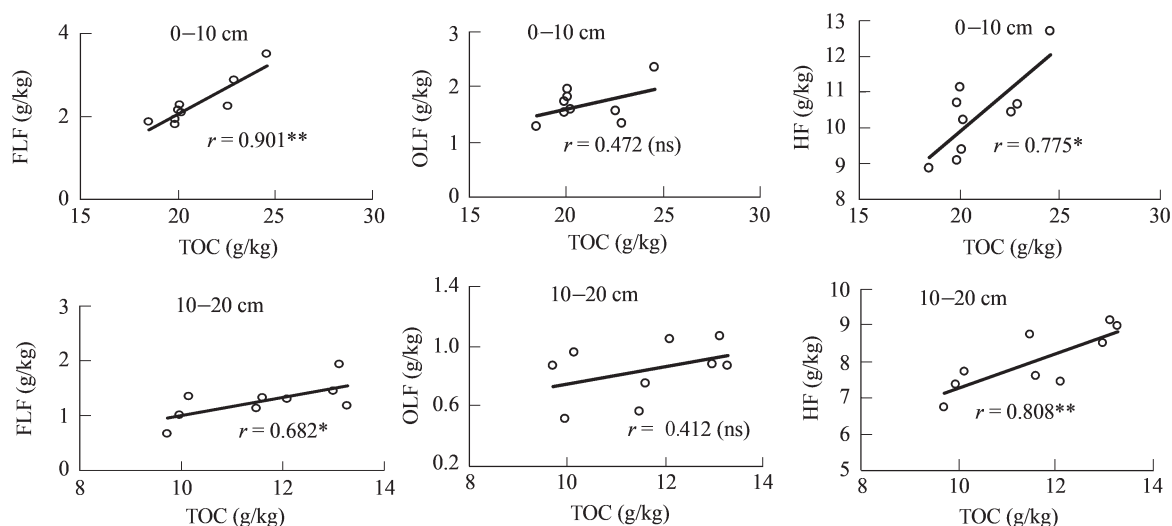 0–10 cm
FLF (g/kg)
4
2
0
r = 0.901**
15 20 25 30
TOC (g/kg)
0–10 cm
OLF (g/kg)
3
2
1
0
r = 0.472 (ns)
15 20 25 30
TOC (g/kg)
0–10 cm
HF (g/kg)
13
12
11
10
9
8
r = 0.775*
15 20 25 30
TOC (g/kg)
10–20 cm
FLF (g/kg)
3
2
1
0
r = 0.682*
8 10 12 14
TOC (g/kg)
10–20 cm
OLF (g/kg)
1.4
1.0
0.6
0.2
r = 0.412 (ns)
8 10 12 14
TOC (g/kg)
10–20 cm
HF (g/kg)
10
9
8
7
6
5
r = 0.808**
8 10 12 14
TOC (g/kg)